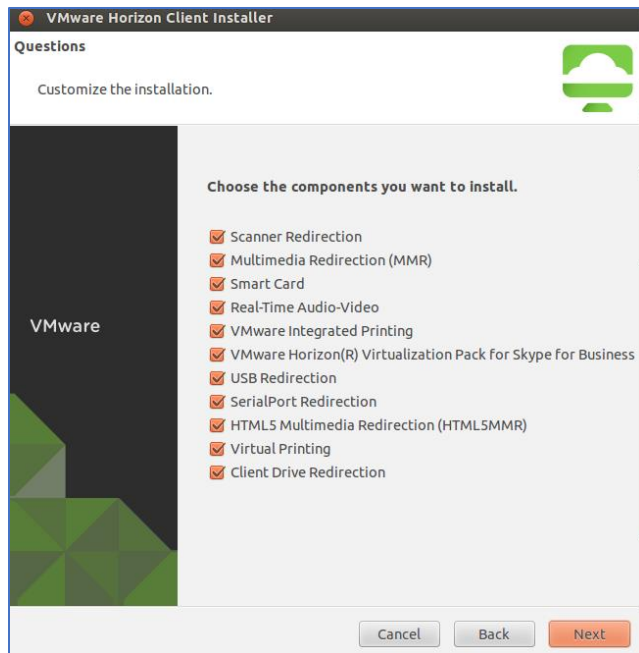 VMware Horizon Client Installer
Questions
Customize the installation.
Choose the components you want to install.
Scanner Redirection
Multimedia Redirection (MMR)
Smart Card
Real-Time Audio-Video
VMware Integrated Printing
VMware Horizon(R) Virtualization Pack for Skype for Business
USB Redirection
SerialPort Redirection
HTML5 Multimedia Redirection (HTML5MMR)
Virtual Printing
Client Drive Redirection
VMware
Cancel
Back
Next